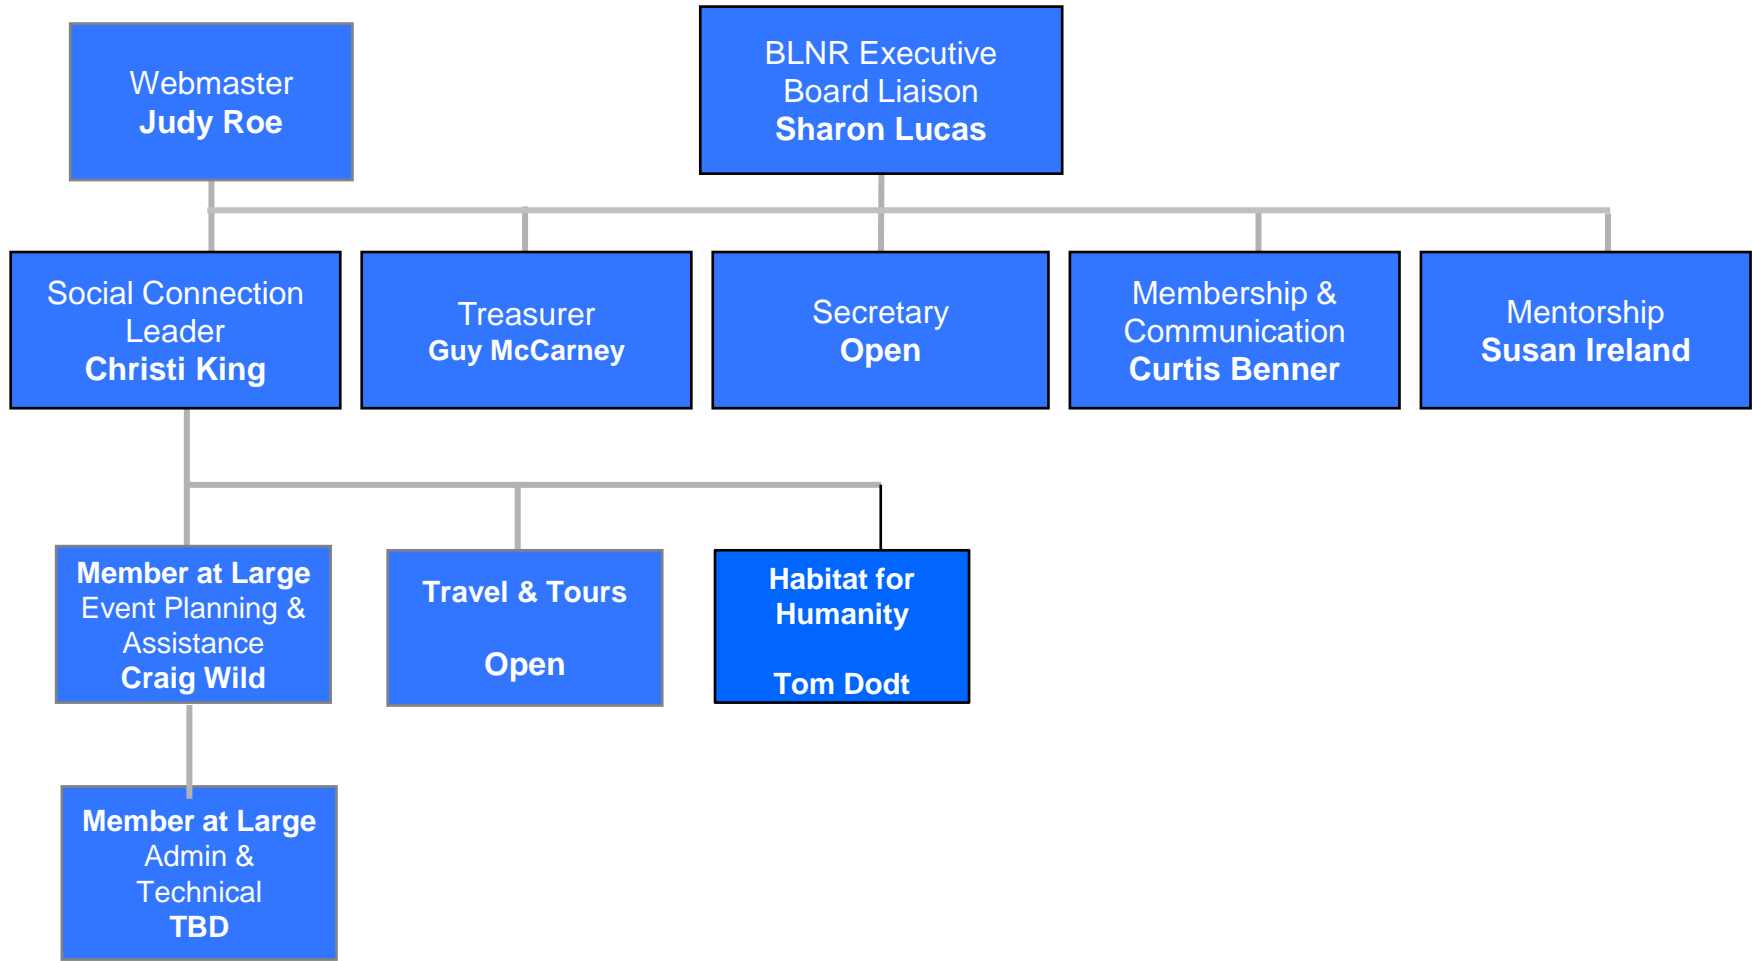 Webmaster
Judy Roe
BLNR Executive
Board Liaison
Sharon Lucas
Social Connection
Leader
Christi King
Treasurer
Guy McCarney
Secretary
Open
Membership &
Communication
Curtis Benner
Mentorship
Susan Ireland
Member at Large
Event Planning &
Assistance
Craig Wild
Travel & Tours
Open
Habitat for
Humanity
Tom Dodt
Member at Large
Admin &
Technical
TBD